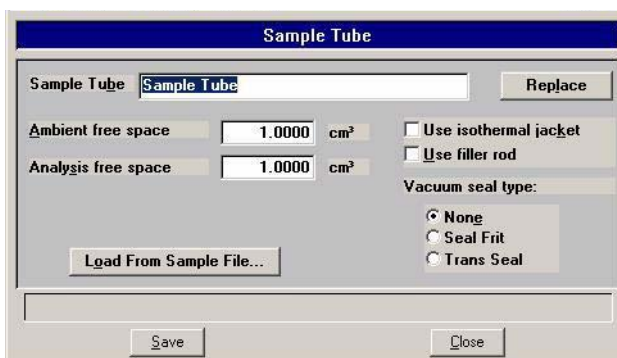 Sample Tube
Sample Tube Sample Tube Replace
Ambient free space 1.0000 cm³ Use isothermal jacket
Use filler rod
Analysis free space 1.0000 cm³
Vacuum seal type:
None
Seal Frit
Load From Sample File... Trans Seal
Save Close